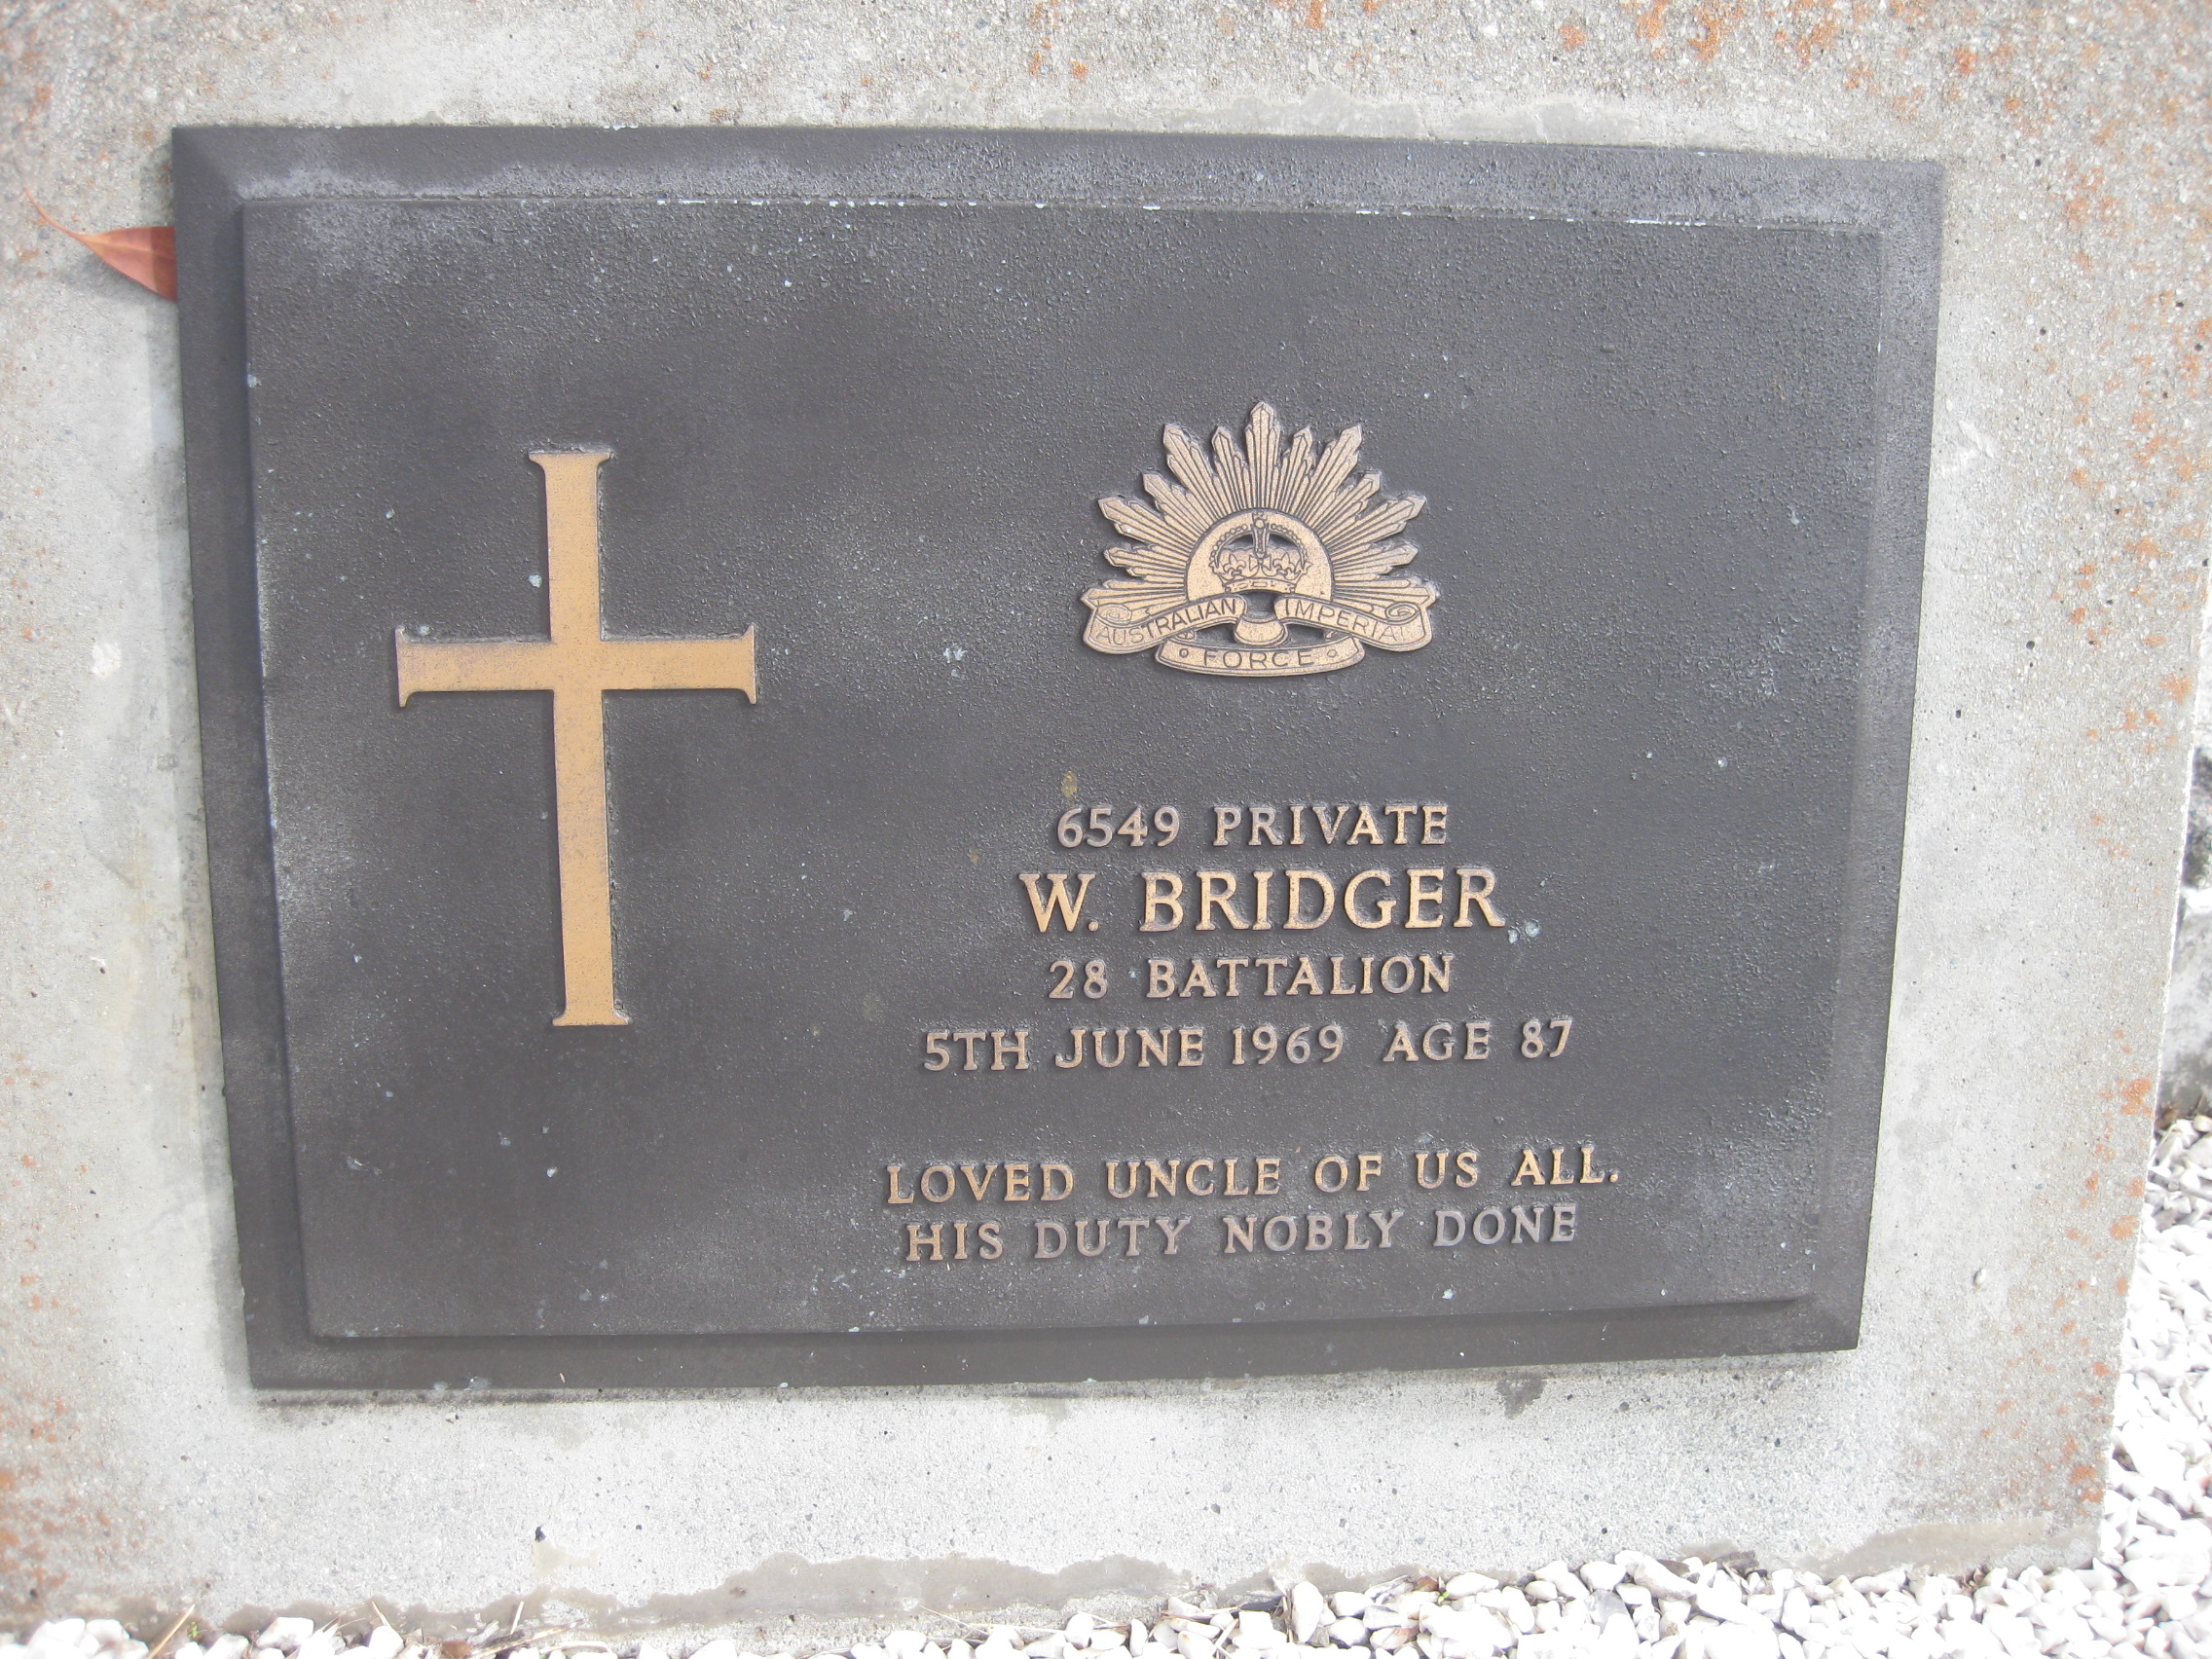 AUSTRALIAN IMPERIAL
FORCE
6549 PRIVATE
W. BRIDGER
28 BATTALION
5TH JUNE 1969 AGE 87
LOVED UNCLE OF US ALL.
HIS DUTY NOBLY DONE